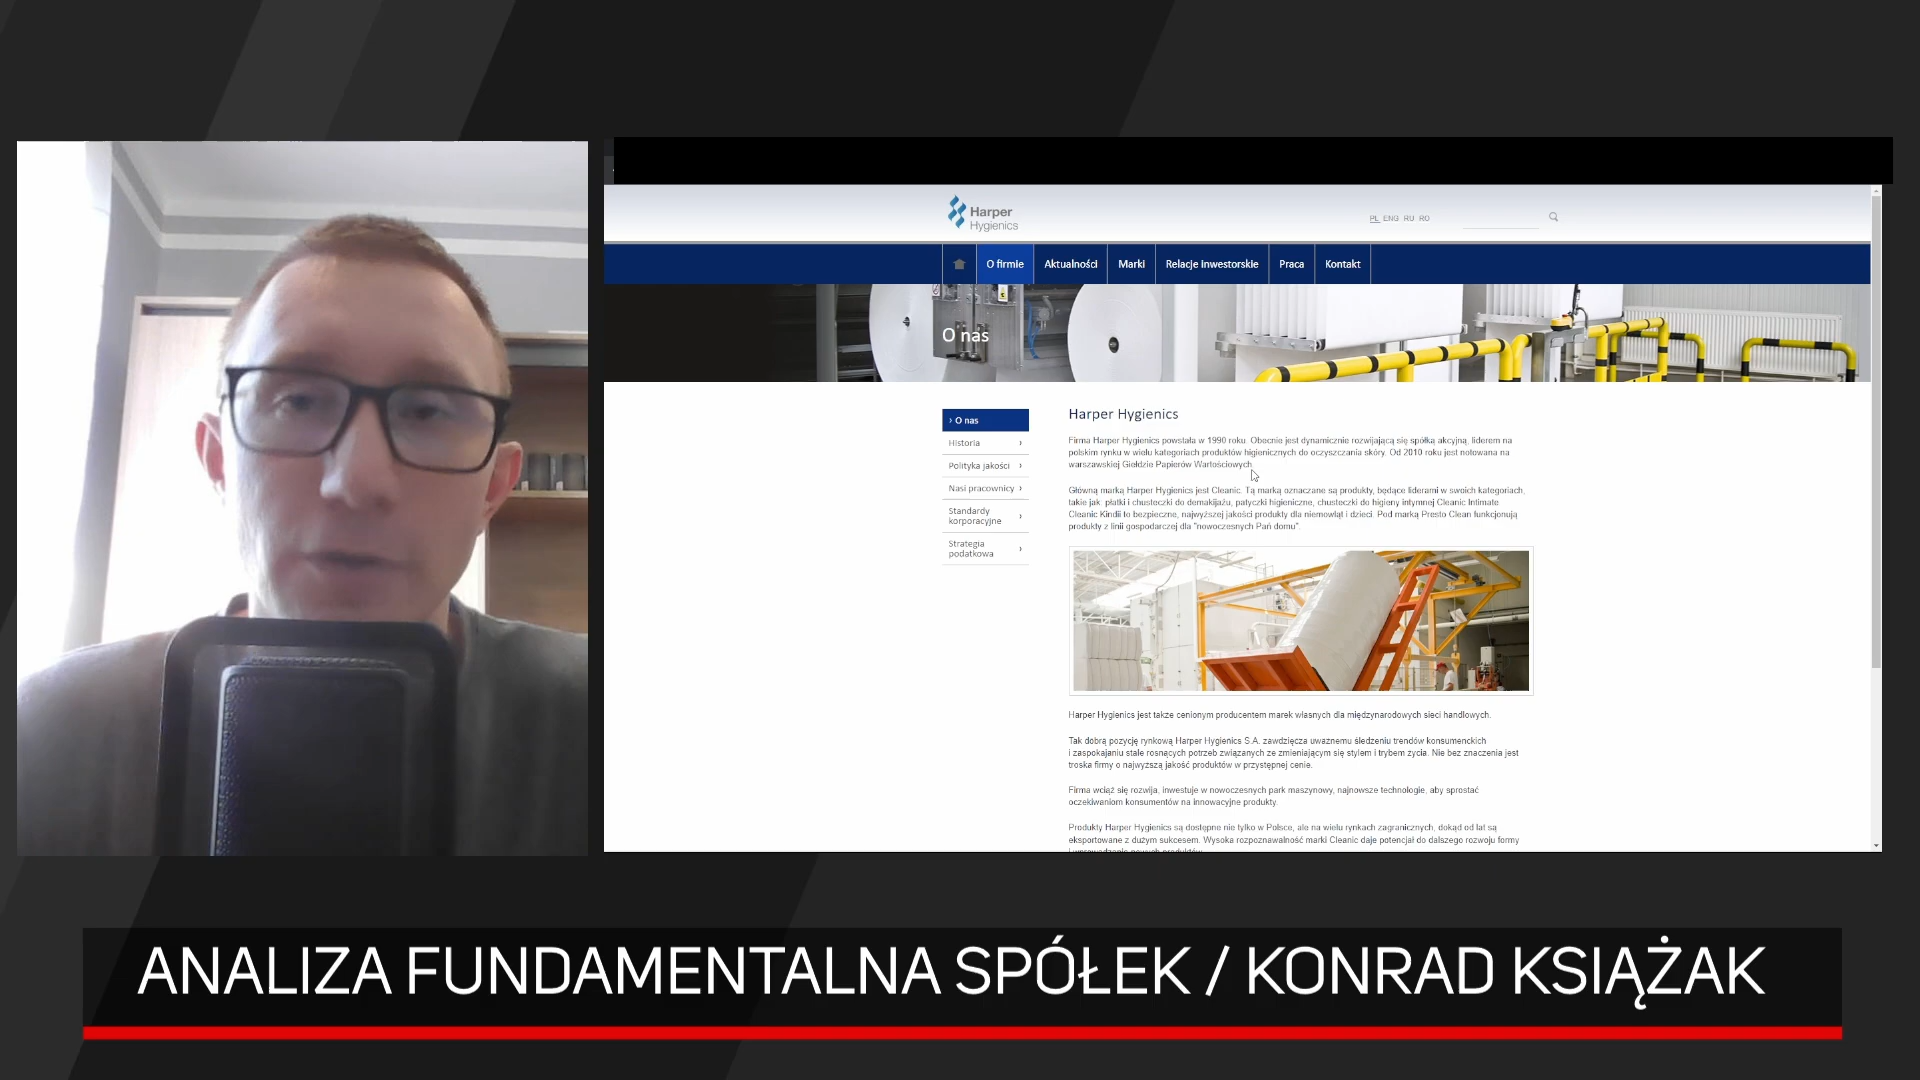 Harper
Hygienics
PL ENG RU RO
O firmie
Aktualności
Marki
Relacje inwestorskie
Praca
Kontakt
O nas
› O nas
Historia ›
Polityka jakości ›
Nasi pracownicy ›
Standardy
korporacyjne ›
Strategia
podatkowa ›
Harper Hygienics
Firma Harper Hygienics powstała w 1990 roku. Obecnie jest dynamicznie rozwijającą się spółką akcyjną, liderem na
polskim rynku w wielu kategoriach produktów higienicznych do oczyszczania skóry. Od 2010 roku jest notowana na
warszawskiej Giełdzie Papierów Wartościowych.
Główną marką Harper Hygienics jest Cleanic. Tą marką oznaczane są produkty, będące liderami w swoich kategoriach,
takie jak: płatki i chusteczki do demakijażu, patyczki higieniczne, chusteczki do higieny intymnej Cleanic Intimate
Cleanic Kindii to bezpieczne, najwyższej jakości produkty dla niemowląt i dzieci. Pod marką Presto Clean funkcjonują
produkty z linii gospodarczej dla "nowoczesnych Pań domu".
Harper Hygienics jest także cenionym producentem marek własnych dla międzynarodowych sieci handlowych.
Tak dobrą pozycję rynkową Harper Hygienics S.A. zawdzięcza uważnemu śledzeniu trendów konsumenckich
i zaspokajaniu stale rosnących potrzeb związanych ze zmieniającym się stylem i trybem życia. Nie bez znaczenia jest
troska firmy o najwyższą jakość produktów w przystępnej cenie.
Firma wciąż się rozwija, inwestuje w nowoczesnych park maszynowy, najnowsze technologie, aby sprostać
oczekiwaniom konsumentów na innowacyjne produkty.
Produkty Harper Hygienics są dostępne nie tylko w Polsce, ale na wielu rynkach zagranicznych, dokąd od lat są
eksportowane z dużym sukcesem. Wysoka rozpoznawalność marki Cleanic daje potencjał do dalszego rozwoju formy
ANALIZA FUNDAMENTALNA SPÓŁEK / KONRAD KSIĄŻAK